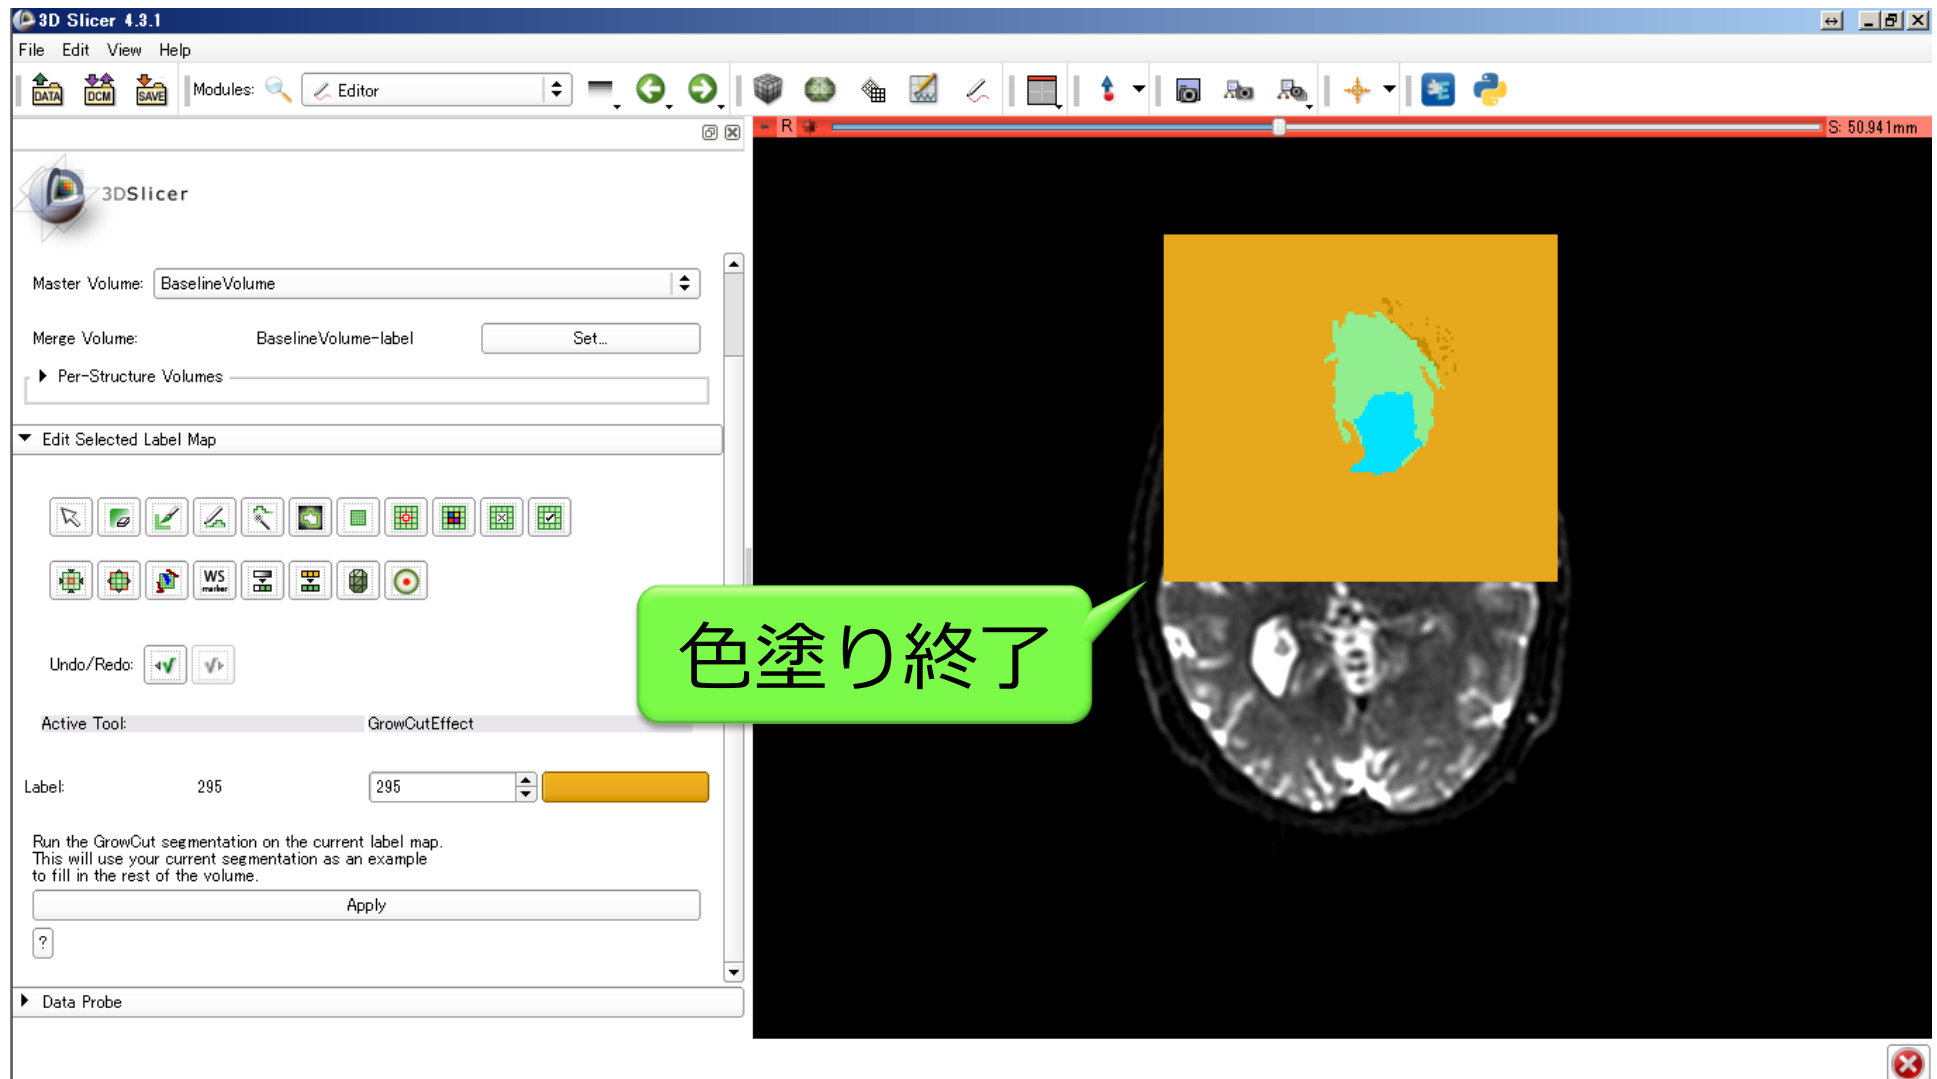 3D Slicer 4.3.1
File Edit View Help
DATA DCM SAVE Modules: Editor
R S: 50.941mm
3DSlicer
Master Volume: BaselineVolume
Merge Volume: BaselineVolume-label Set...
Per-Structure Volumes
Edit Selected Label Map
WS
marker
色塗り終了
Undo/Redo:
Active Tool: GrowCutEffect
Label: 295 295
Run the GrowCut segmentation on the current label map.
This will use your current segmentation as an example
to fill in the rest of the volume.
Apply
?
Data Probe